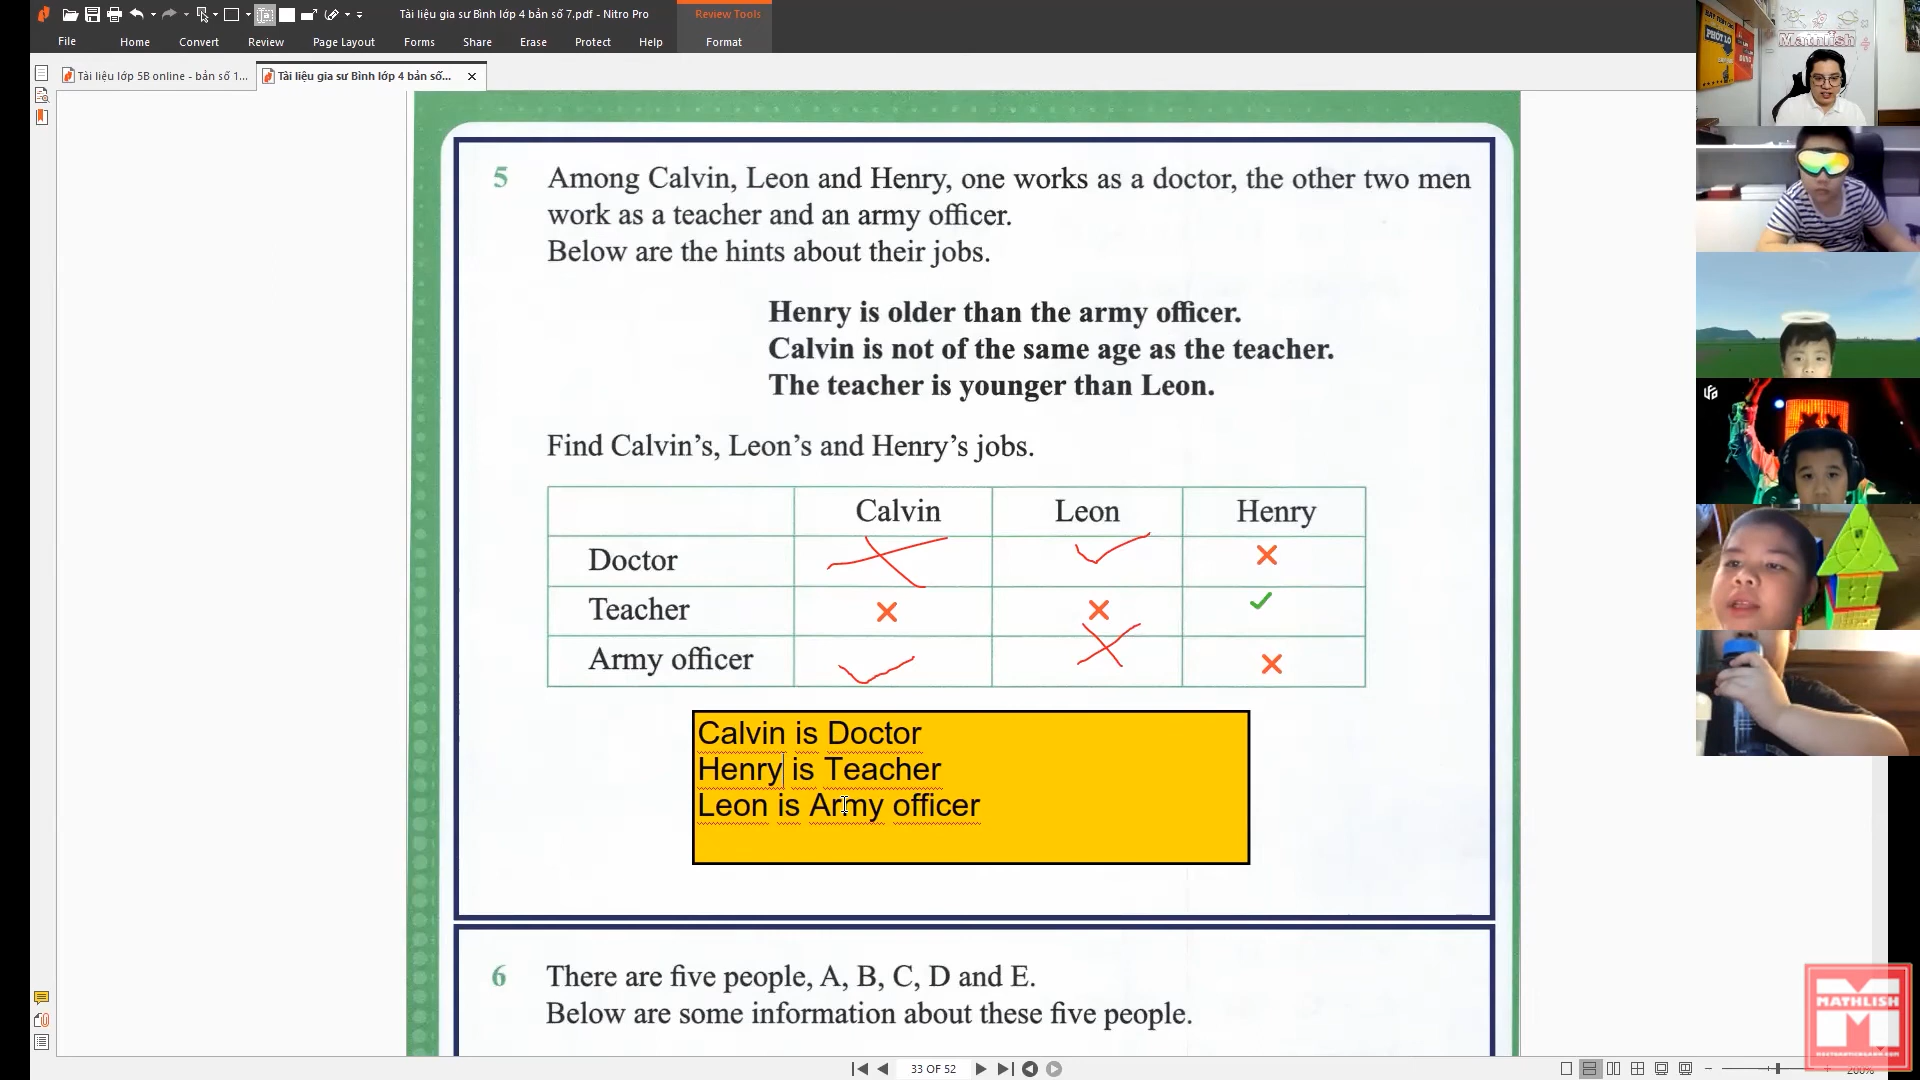 Tài liệu gia sư Bình lớp 4 bản số 7.pdf - Nitro Pro
Review Tools
File
Home
Convert
Review
Page Layout
Forms
Share
Erase
Protect
Help
Format
Tài liệu lớp 5B online - bản số 1...
Tài liệu gia sư Bình lớp 4 bản số...
5 Among Calvin, Leon and Henry, one works as a doctor, the other two men
work as a teacher and an army officer.
Below are the hints about their jobs.
Henry is older than the army officer.
Calvin is not of the same age as the teacher.
The teacher is younger than Leon.
Find Calvin's, Leon's and Henry's jobs.
Calvin Leon Henry
Doctor
Teacher
Army officer
Calvin is Doctor
Henry is Teacher
Leon is Army officer
6 There are five people, A, B, C, D and E.
Below are some information about these five people.
33 OF 52
200%
Mathlish
MATHLISH